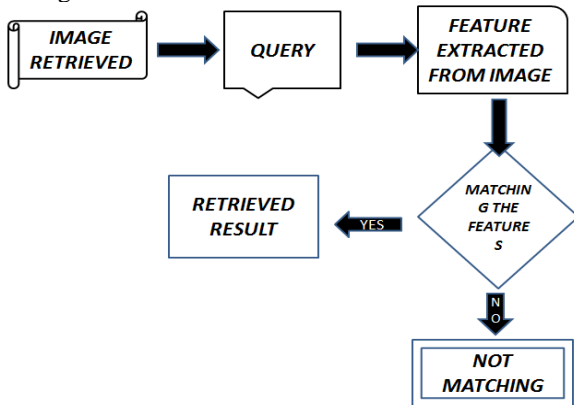 IMAGE
RETRIEVED
QUERY
FEATURE
EXTRACTED
FROM IMAGE
MATCHIN
G THE
FEATURE
S
YES
RETRIEVED
RESULT
N
O
NOT
MATCHING